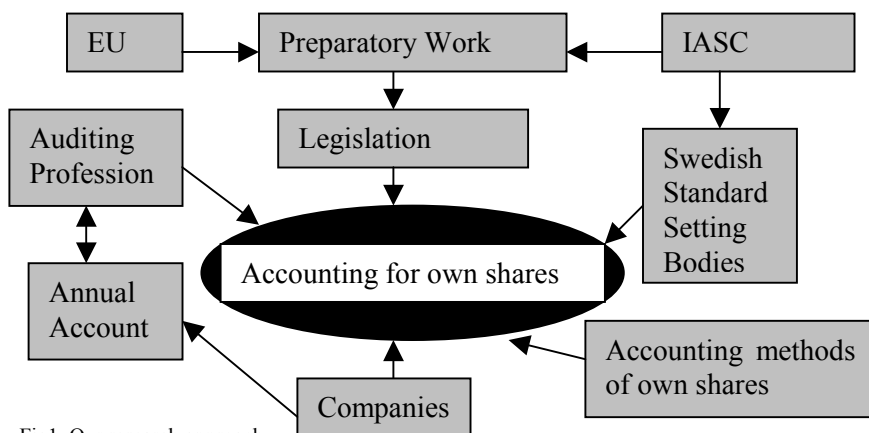 EU
Preparatory Work
IASC
Auditing
Profession
Legislation
Swedish
Standard
Setting
Bodies
Accounting for own shares
Annual
Account
Accounting methods
of own shares
Companies